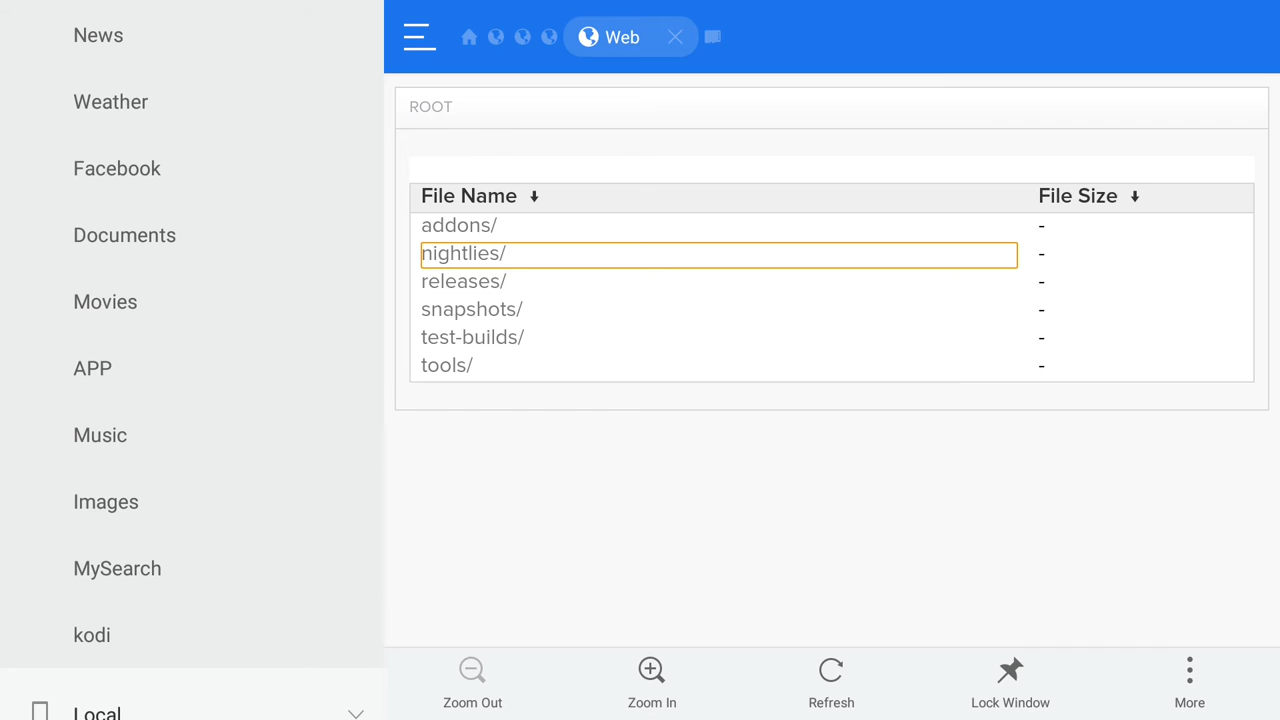 News
Weather
Facebook
Documents
Movies
APP
Music
Images
MySearch
kodi
Local
Web
ROOT
File Name File Size
addons/ -
nightlies/ -
releases/ -
snapshots/ -
test-builds/ -
tools/ -
Zoom Out Zoom In Refresh Lock Window More